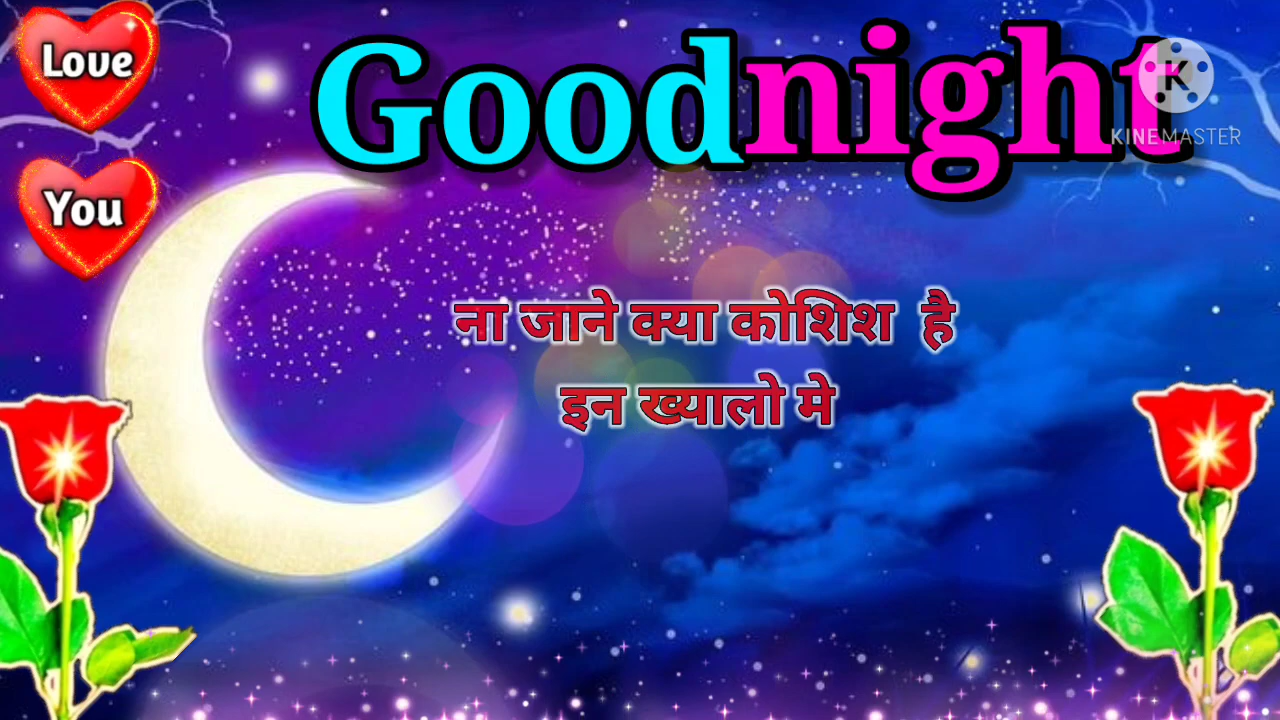 Love
You
Goodnight
K
KINEMASTER
ना जाने क्या कोशिश है
इन ख्यालो मे